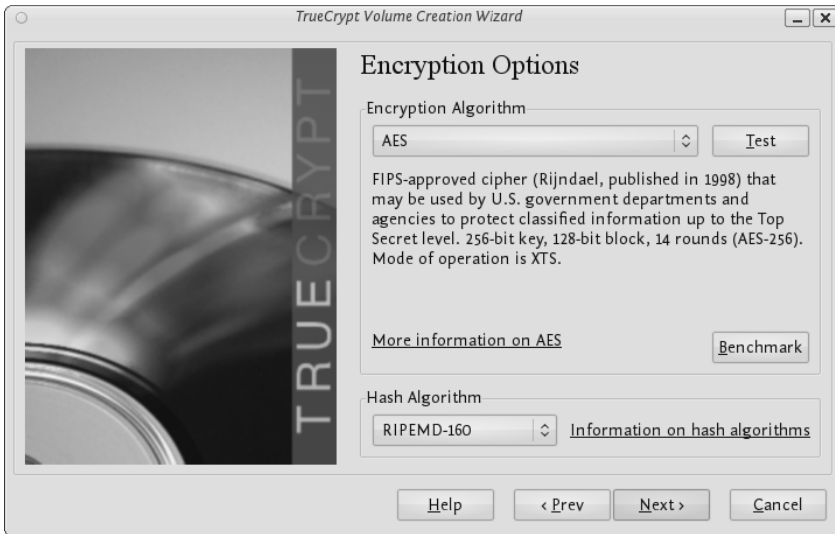 TrueCrypt Volume Creation Wizard
TRUECRYPT
Encryption Options
Encryption Algorithm
AES
Test
FIPS-approved cipher (Rijndael, published in 1998) that
may be used by U.S. government departments and
agencies to protect classified information up to the Top
Secret level. 256-bit key, 128-bit block, 14 rounds (AES-256).
Mode of operation is XTS.
More information on AES
Benchmark
Hash Algorithm
RIPEMD-160
Information on hash algorithms
Help
< Prev
Next >
Cancel